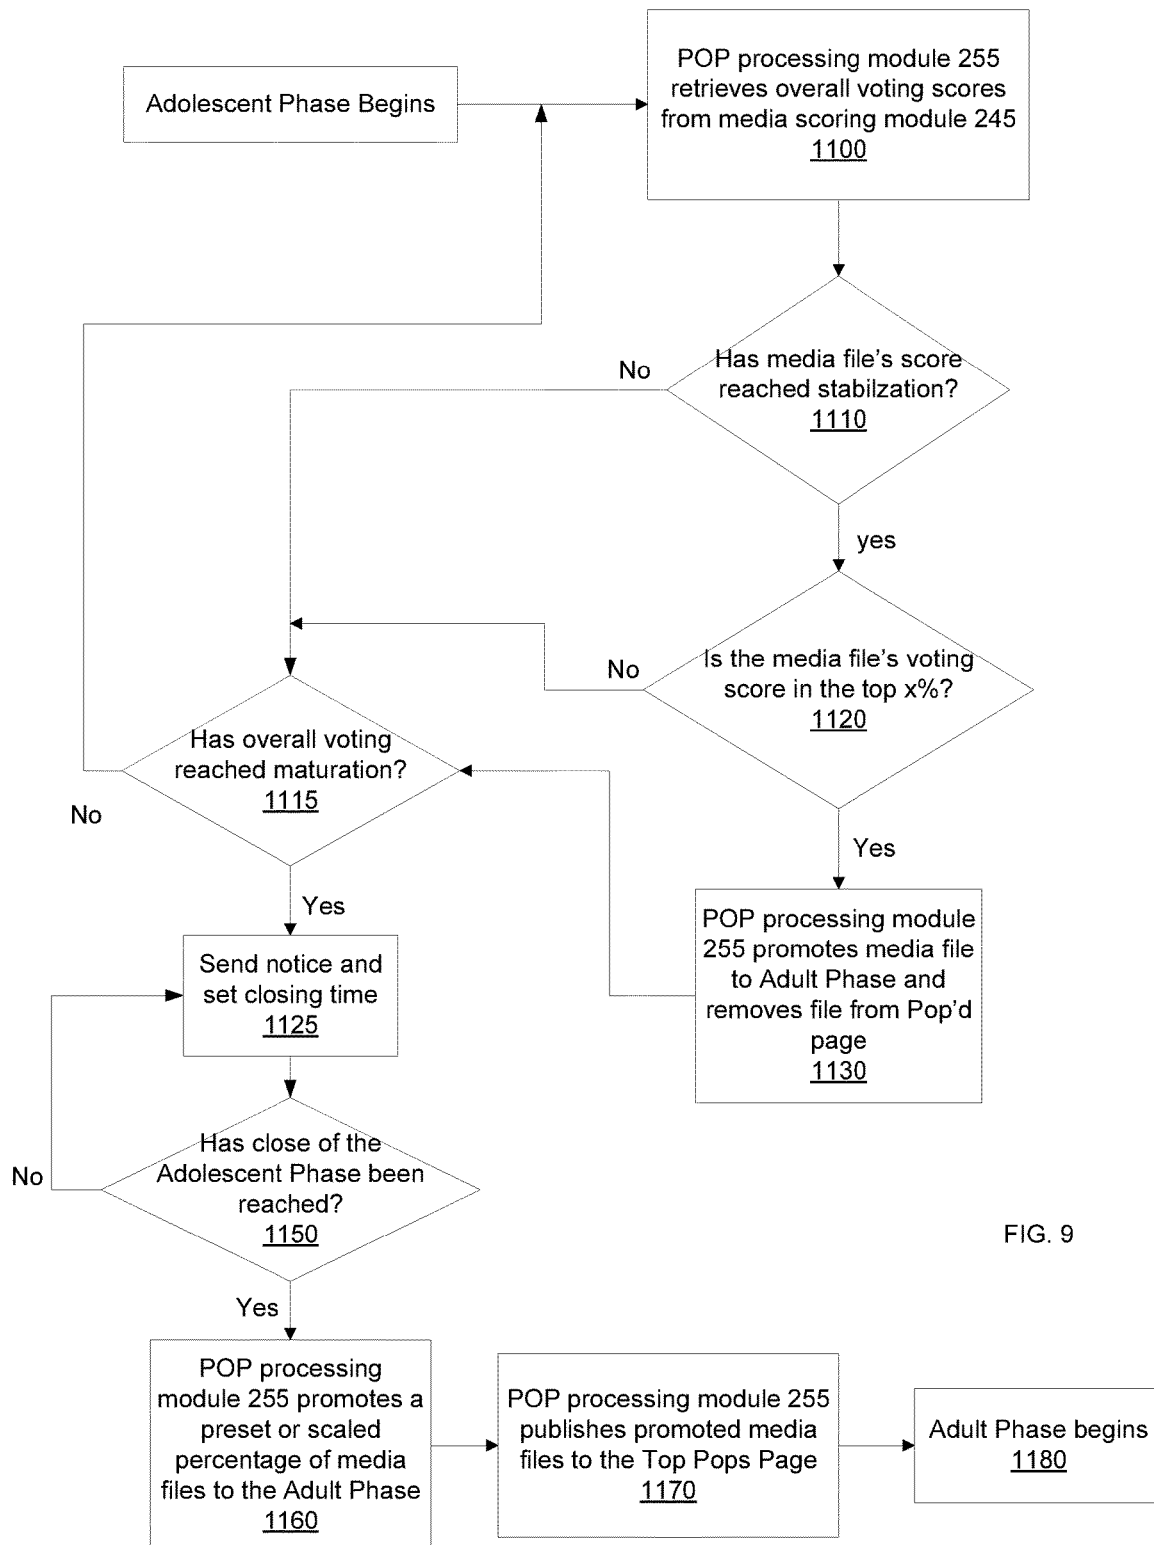 Adolescent Phase Begins
POP processing module 255
retrieves overall voting scores
from media scoring module 245
1100
Has media file's score
reached stabilzation?
1110
No
yes
Is the media file's voting
score in the top x%?
1120
No
Yes
POP processing module
255 promotes media file
to Adult Phase and
removes file from Pop'd
page
1130
Has overall voting
reached maturation?
1115
No
Yes
Send notice and
set closing time
1125
Has close of the
Adolescent Phase been
reached?
1150
No
Yes
FIG. 9
POP processing
module 255 promotes a
preset or scaled
percentage of media
files to the Adult Phase
1160
POP processing module 255
publishes promoted media
files to the Top Pops Page
1170
Adult Phase begins
1180